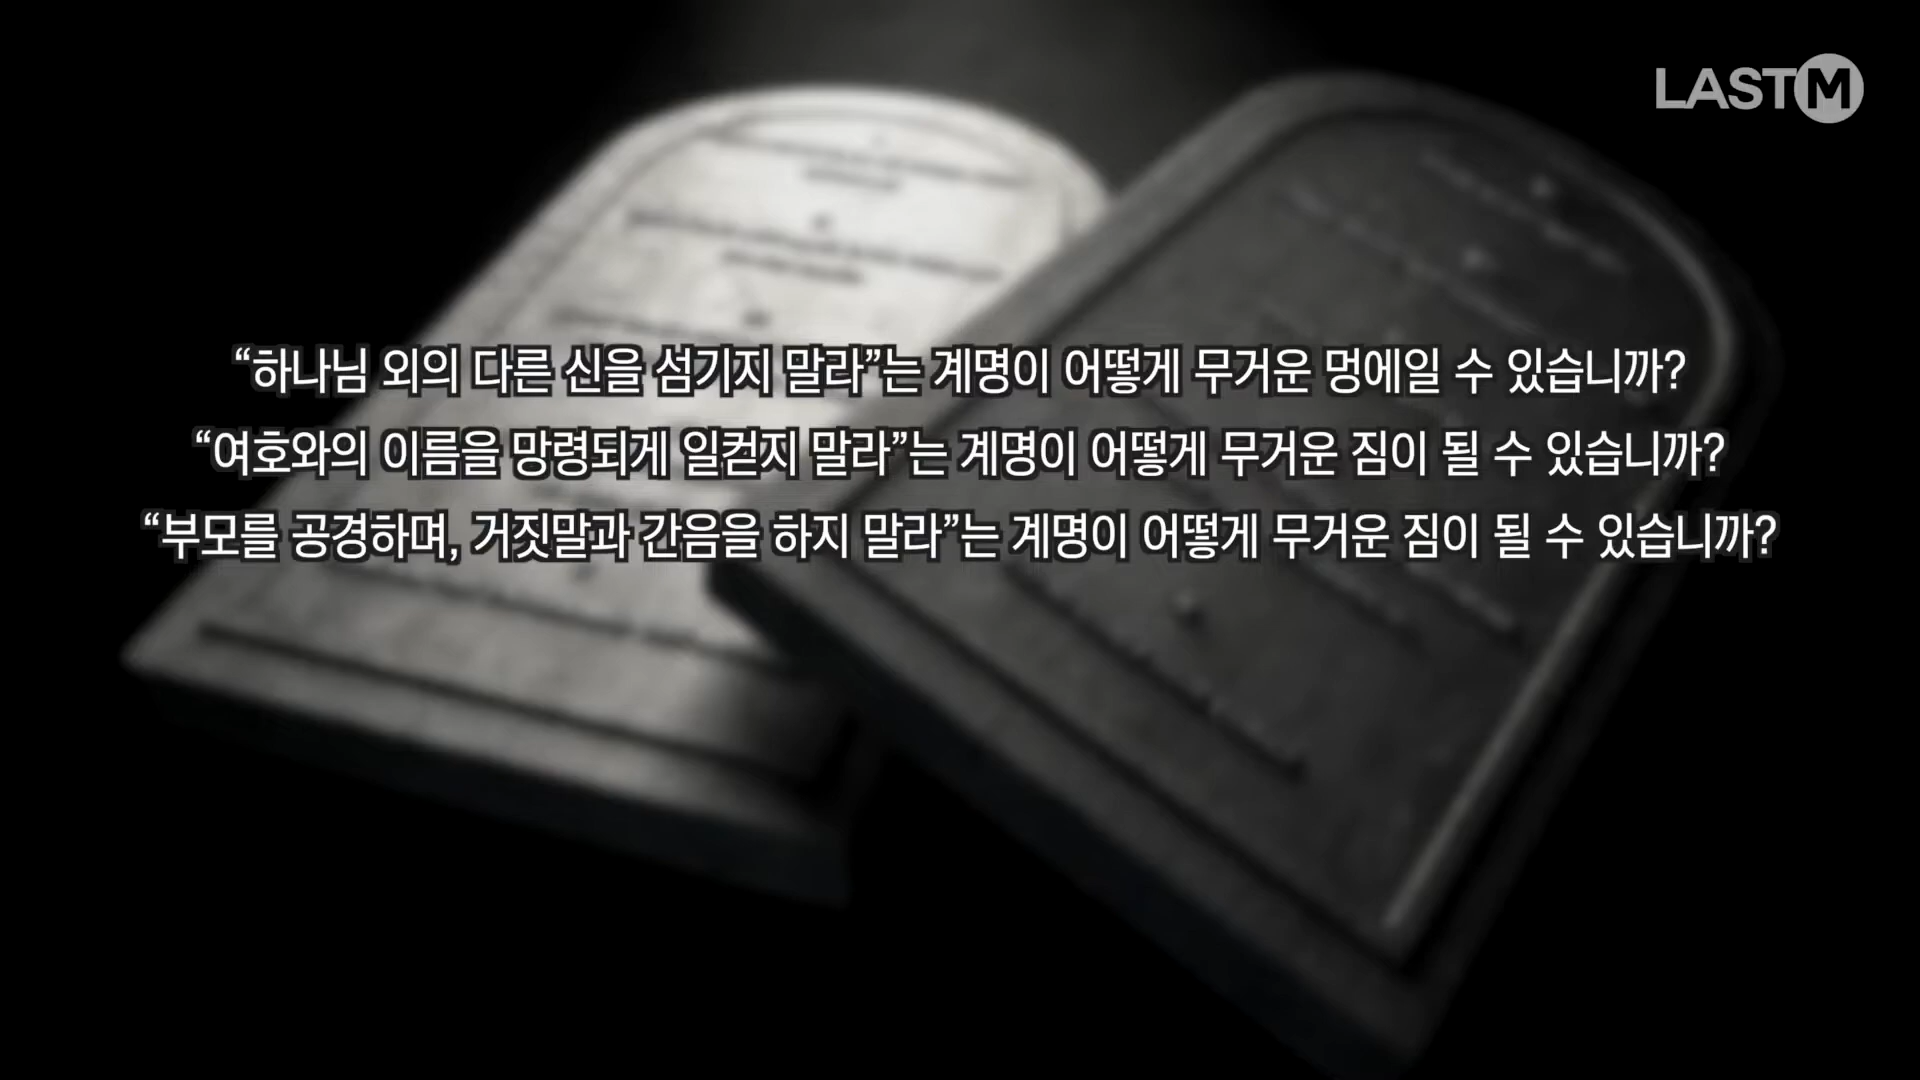 LASTM
“하나님 외의 다른 신을 섬기지 말라”는 계명이 어떻게 무거운 멍에일 수 있습니까?
“여호와의 이름을 망령되게 일컫지 말라”는 계명이 어떻게 무거운 짐이 될 수 있습니까?
“부모를 공경하며, 거짓말과 간음을 하지 말라”는 계명이 어떻게 무거운 짐이 될 수 있습니까?